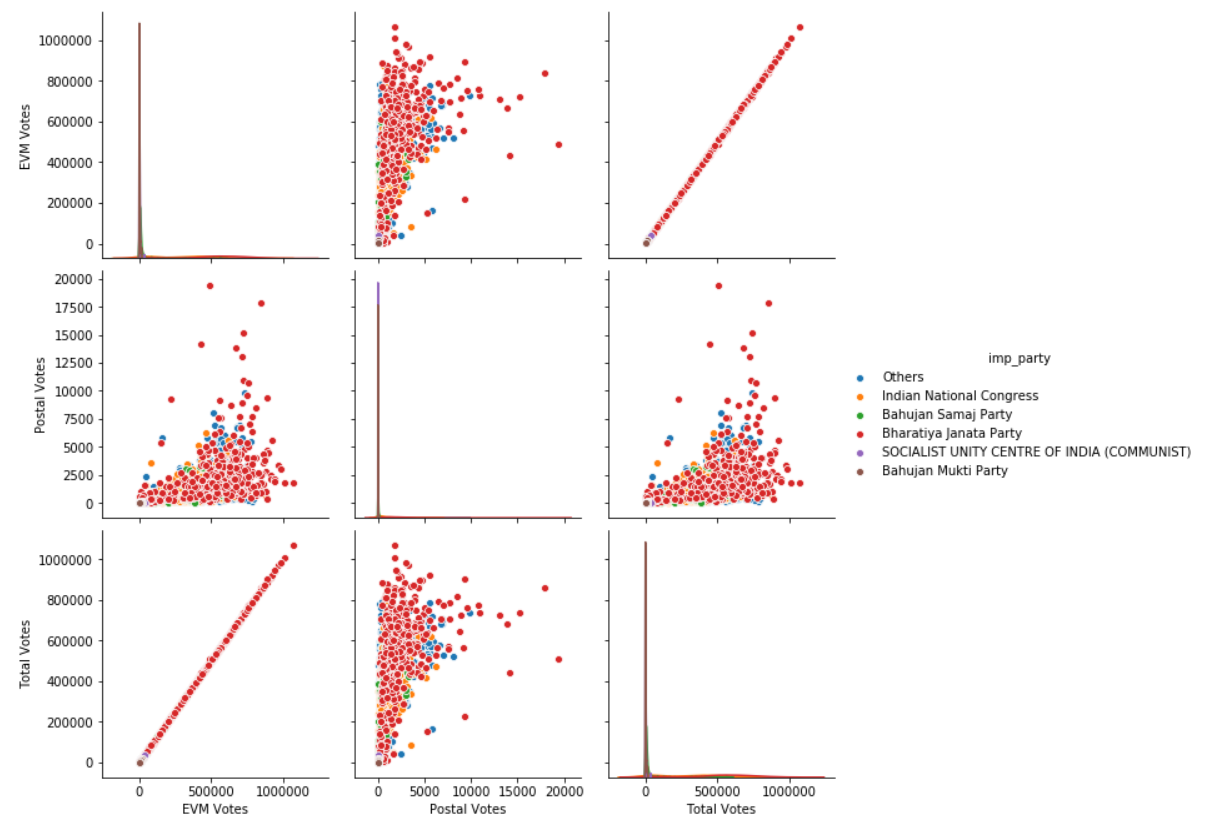 1000000
800000
600000
400000
200000
0
EVM Votes
20000
17500
15000
12500
10000
7500
5000
2500
0
Postal Votes
imp_party
Others
Indian National Congress
Bahujan Samaj Party
Bharatiya Janata Party
SOCIALIST UNITY CENTRE OF INDIA (COMMUNIST)
Bahujan Mukti Party
1000000
800000
600000
400000
200000
0
Total Votes
0 500000 1000000
EVM Votes
0 5000 10000 15000 20000
Postal Votes
0 500000 1000000
Total Votes